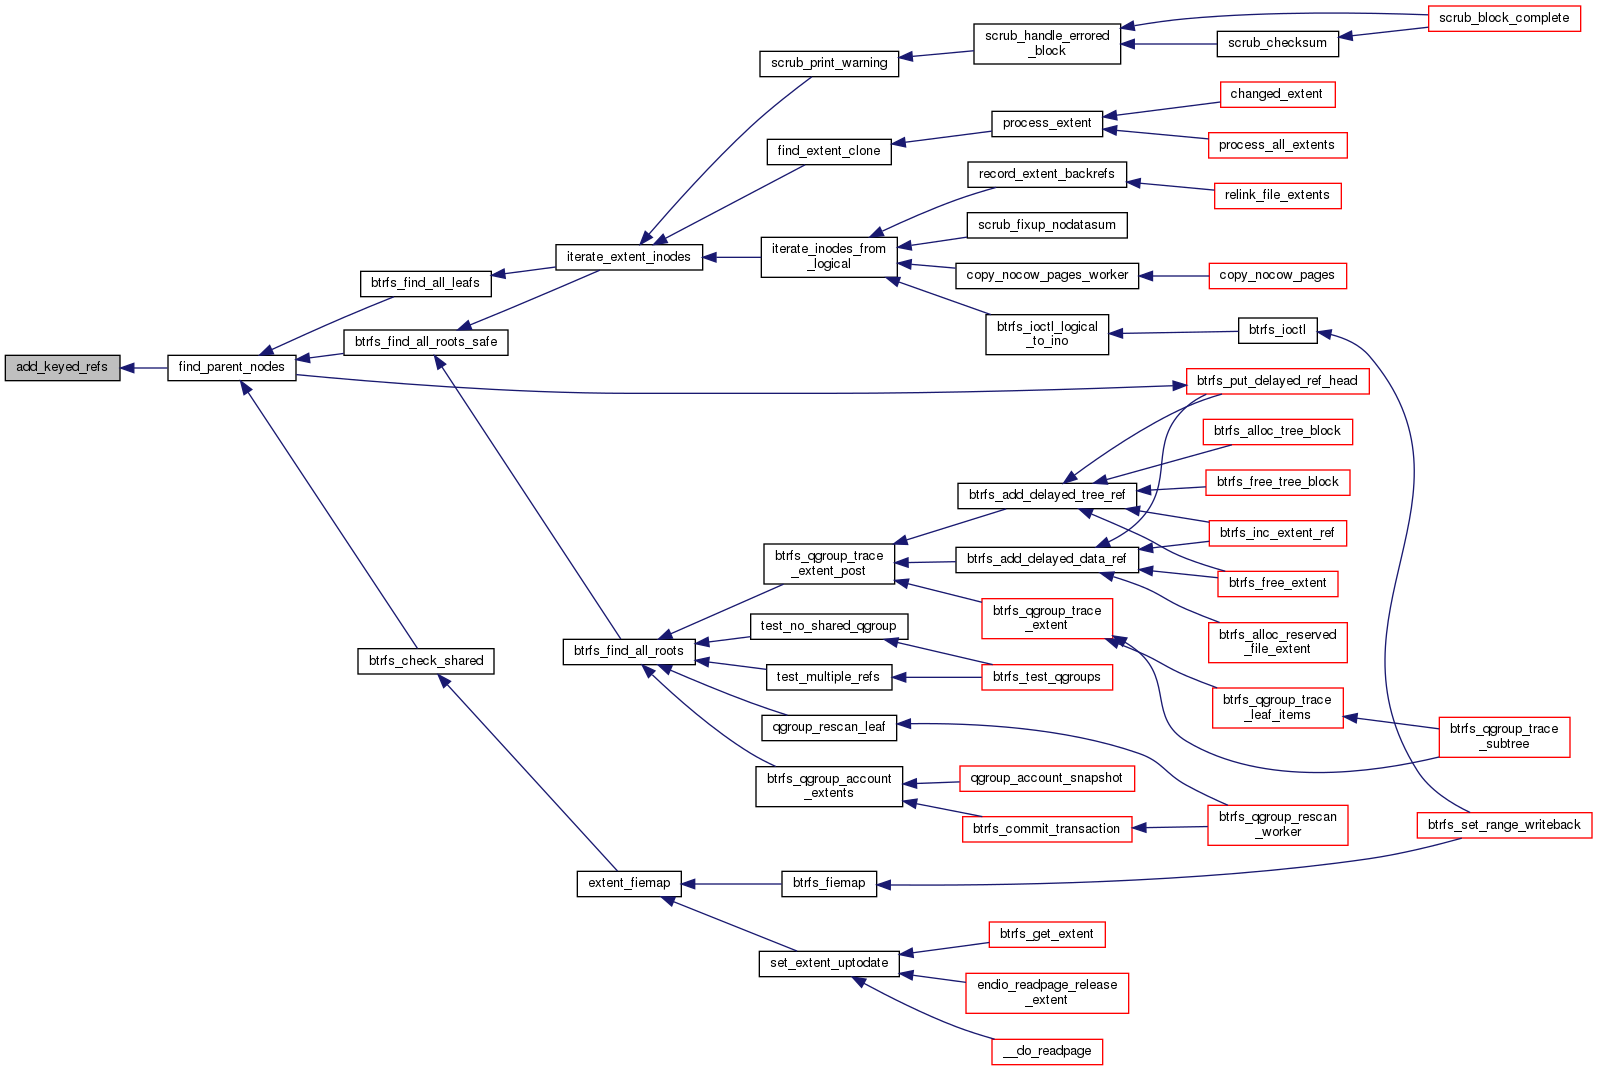 add_keyed_refs
find_parent_nodes
btrfs_find_all_leafs
btrfs_find_all_roots_safe
btrfs_check_shared
iterate_extent_inodes
btrfs_find_all_roots
extent_fiemap
scrub_print_warning
find_extent_clone
iterate_inodes_from
_logical
btrfs_qgroup_trace
_extent_post
test_no_shared_qgroup
test_multiple_refs
qgroup_rescan_leaf
btrfs_qgroup_account
_extents
btrfs_fiemap
set_extent_uptodate
scrub_handle_errored
_block
process_extent
record_extent_backrefs
scrub_fixup_nodatasum
copy_nocow_pages_worker
btrfs_ioctl_logical
_to_ino
btrfs_add_delayed_tree_ref
btrfs_add_delayed_data_ref
btrfs_qgroup_trace
_extent
btrfs_test_qgroups
qgroup_account_snapshot
btrfs_commit_transaction
btrfs_get_extent
endio_readpage_release
_extent
__do_readpage
scrub_checksum
changed_extent
process_all_extents
relink_file_extents
copy_nocow_pages
btrfs_ioctl
btrfs_put_delayed_ref_head
btrfs_alloc_tree_block
btrfs_free_tree_block
btrfs_inc_extent_ref
btrfs_free_extent
btrfs_alloc_reserved
_file_extent
btrfs_qgroup_trace
_leaf_items
btrfs_qgroup_rescan
_worker
scrub_block_complete
btrfs_qgroup_trace
_subtree
btrfs_set_range_writeback